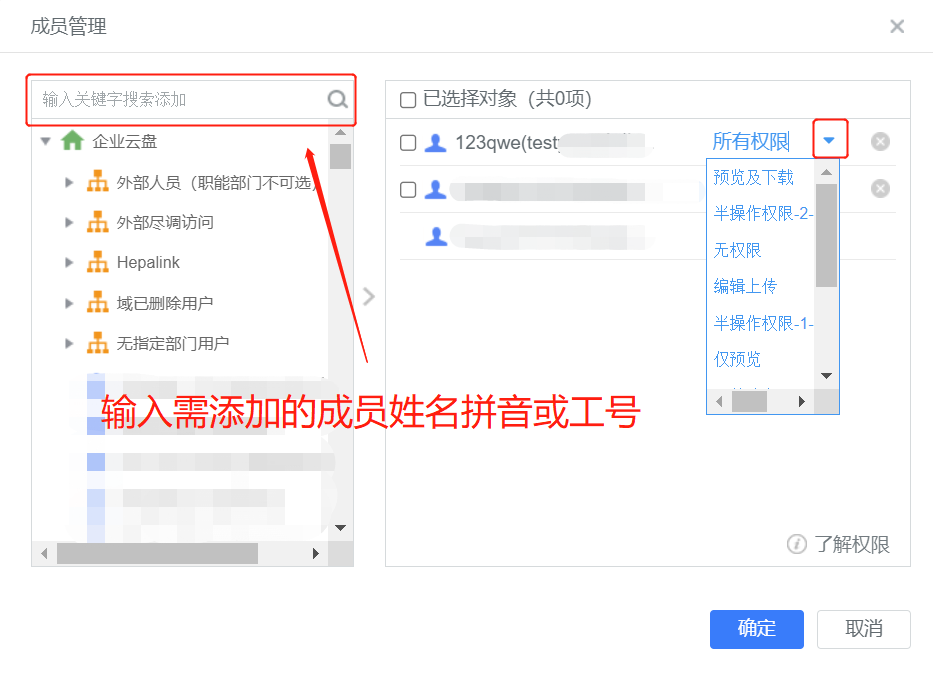 成员管理
输入关键字搜索添加
企业云盘
外部人员（职能部门不可选）
外部尽调访问
Hepalink
域已删除用户
无指定部门用户
输入需添加的成员姓名拼音或工号
已选择对象（共0项）
123qwe(test
所有权限
预览及下载
半操作权限-2-
无权限
编辑上传
半操作权限-1-
仅预览
了解权限
确定
取消